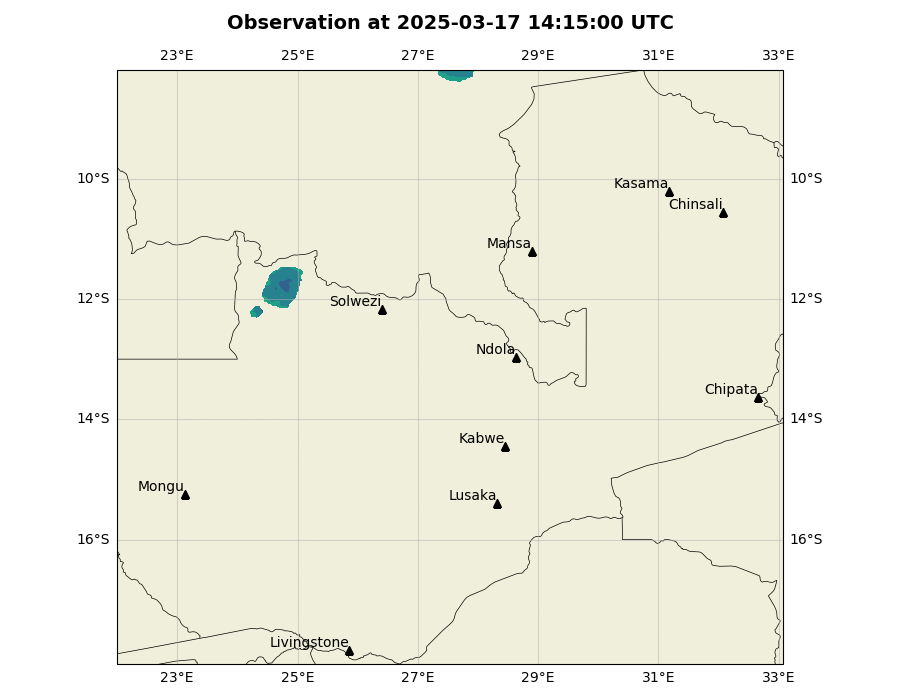 Observation at 2025-03-17 14:15:00 UTC
23°E 25°E 27°E 29°E 31°E 33°E
10°S 10°S
Kasama
Chinsali
Mansa
12°S 12°S
Solwezi
Ndola
Chipata
14°S 14°S
Kabwe
Mongu
Lusaka
16°S 16°S
Livingstone
23°E 25°E 27°E 29°E 31°E 33°E